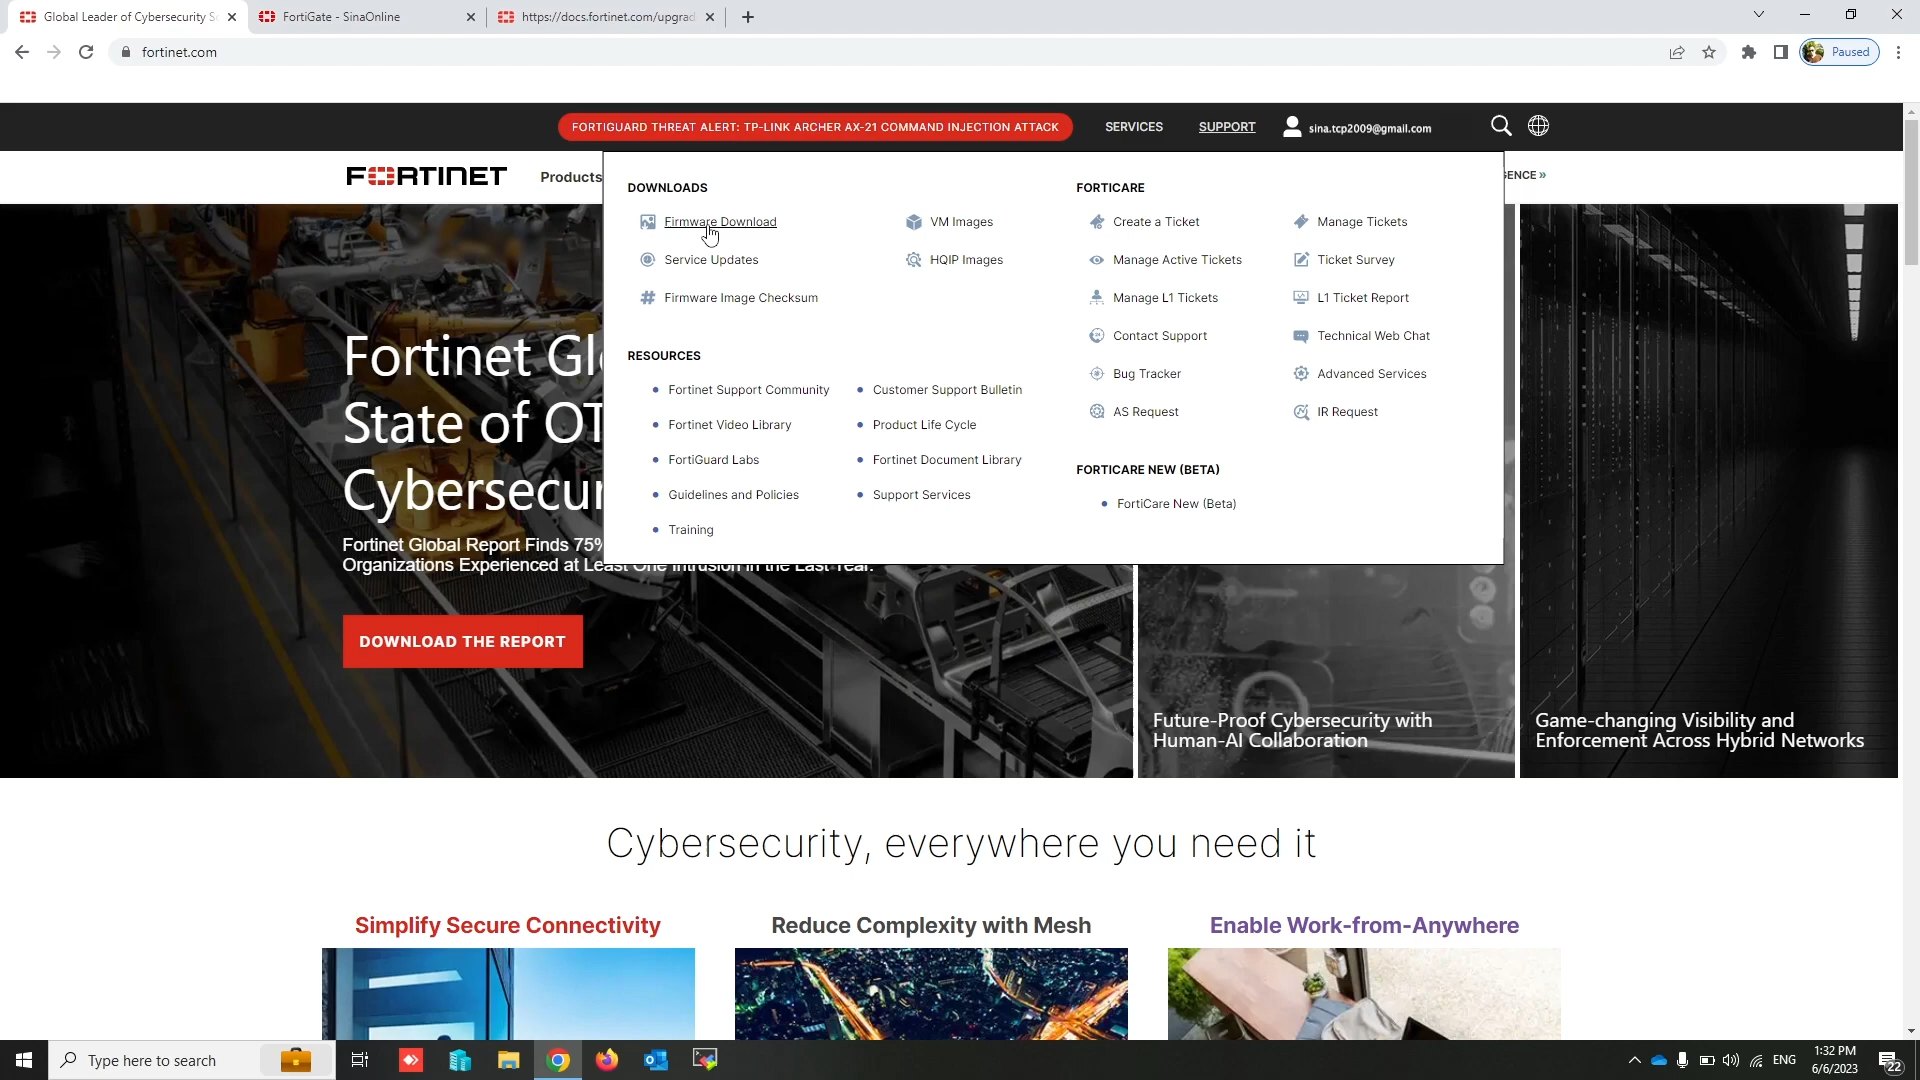 Global Leader of Cybersecurity S
FortiGate - SinaOnline
https://docs.fortinet.com/upgrad
fortinet.com
Paused
FORTIGUARD THREAT ALERT: TP-LINK ARCHER AX-21 COMMAND INJECTION ATTACK
SERVICES
SUPPORT
sina.tcp2009@gmail.com
FORTINET
Products
GENCE »
DOWNLOADS
Firmware Download
VM Images
Service Updates
HQIP Images
Firmware Image Checksum
RESOURCES
Fortinet Support Community
Customer Support Bulletin
Fortinet Video Library
Product Life Cycle
FortiGuard Labs
Fortinet Document Library
Guidelines and Policies
Support Services
Training
FORTICARE
Create a Ticket
Manage Tickets
Manage Active Tickets
Ticket Survey
Manage L1 Tickets
L1 Ticket Report
Contact Support
Technical Web Chat
Bug Tracker
Advanced Services
AS Request
IR Request
FORTICARE NEW (BETA)
FortiCare New (Beta)
Fortinet Gl
State of OT
Cybersecur
Fortinet Global Report Finds 75%
Organizations Experienced at Least One Intrusion in the Last Year.
DOWNLOAD THE REPORT
Future-Proof Cybersecurity with
Human-AI Collaboration
Game-changing Visibility and
Enforcement Across Hybrid Networks
Cybersecurity, everywhere you need it
Simplify Secure Connectivity
Reduce Complexity with Mesh
Enable Work-from-Anywhere
Type here to search
ENG
1:32 PM
6/6/2023
22